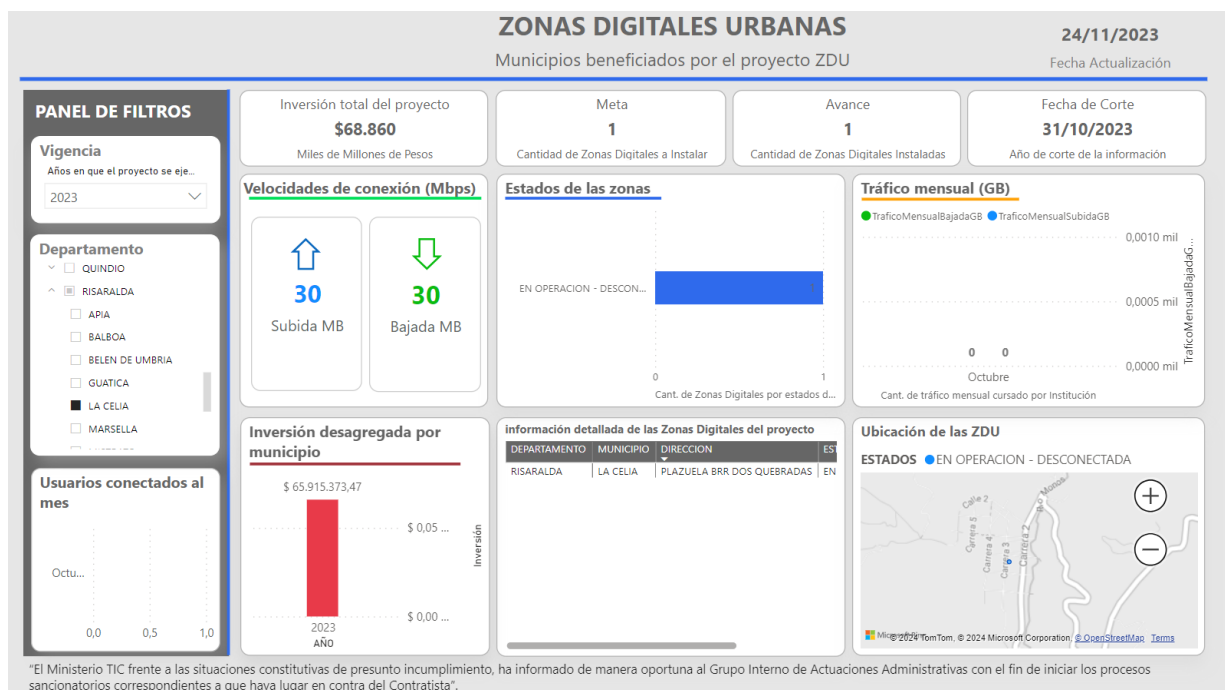 ZONAS DIGITALES URBANAS
Municipios beneficiados por el proyecto ZDU
24/11/2023
Fecha Actualización
PANEL DE FILTROS
Vigencia
Años en que el proyecto se eje...
2023
Departamento
QUINDIO
RISARALDA
APIA
BALBOA
BELEN DE UMBRIA
GUATICA
LA CELIA
MARSELLA
Usuarios conectados al
mes
Octu...
0,0 0,5 1,0
Inversión total del proyecto
$68.860
Miles de Millones de Pesos
Meta
1
Cantidad de Zonas Digitales a Instalar
Avance
1
Cantidad de Zonas Digitales Instaladas
Fecha de Corte
31/10/2023
Año de corte de la información
Velocidades de conexión (Mbps)
30
Subida MB
30
Bajada MB
Estados de las zonas
EN OPERACION - DESCON...
0 1
Cant. de Zonas Digitales por estados d...
Tráfico mensual (GB)
TraficoMensualBajadaGB TraficoMensualSubidaGB
0,0010 mil
0,0005 mil
0,0000 mil
TraficoMensualBajadaG...
0 0
Octubre
Cant. de tráfico mensual cursado por Institución
Inversión desagregada por
municipio
$ 65.915.373,47
$ 0,05 ...
$ 0,00 ...
Inversión
2023
AÑO
información detallada de las Zonas Digitales del proyecto
DEPARTAMENTO MUNICIPIO DIRECCION EST
RISARALDA LA CELIA PLAZUELA BRR DOS QUEBRADAS EN
Ubicación de las ZDU
ESTADOS EN OPERACION - DESCONECTADA
Calle 2
Carrera 5
Carrera 4
Carrera 3
Carrera 2
Monos
© 2024 TomTom, © 2024 Microsoft Corporation, © OpenStreetMap Terms
"El Ministerio TIC frente a las situaciones constitutivas de presunto incumplimiento, ha informado de manera oportuna al Grupo Interno de Actuaciones Administrativas con el fin de iniciar los procesos
sancionatorios correspondientes a que haya lugar en contra del Contratista".